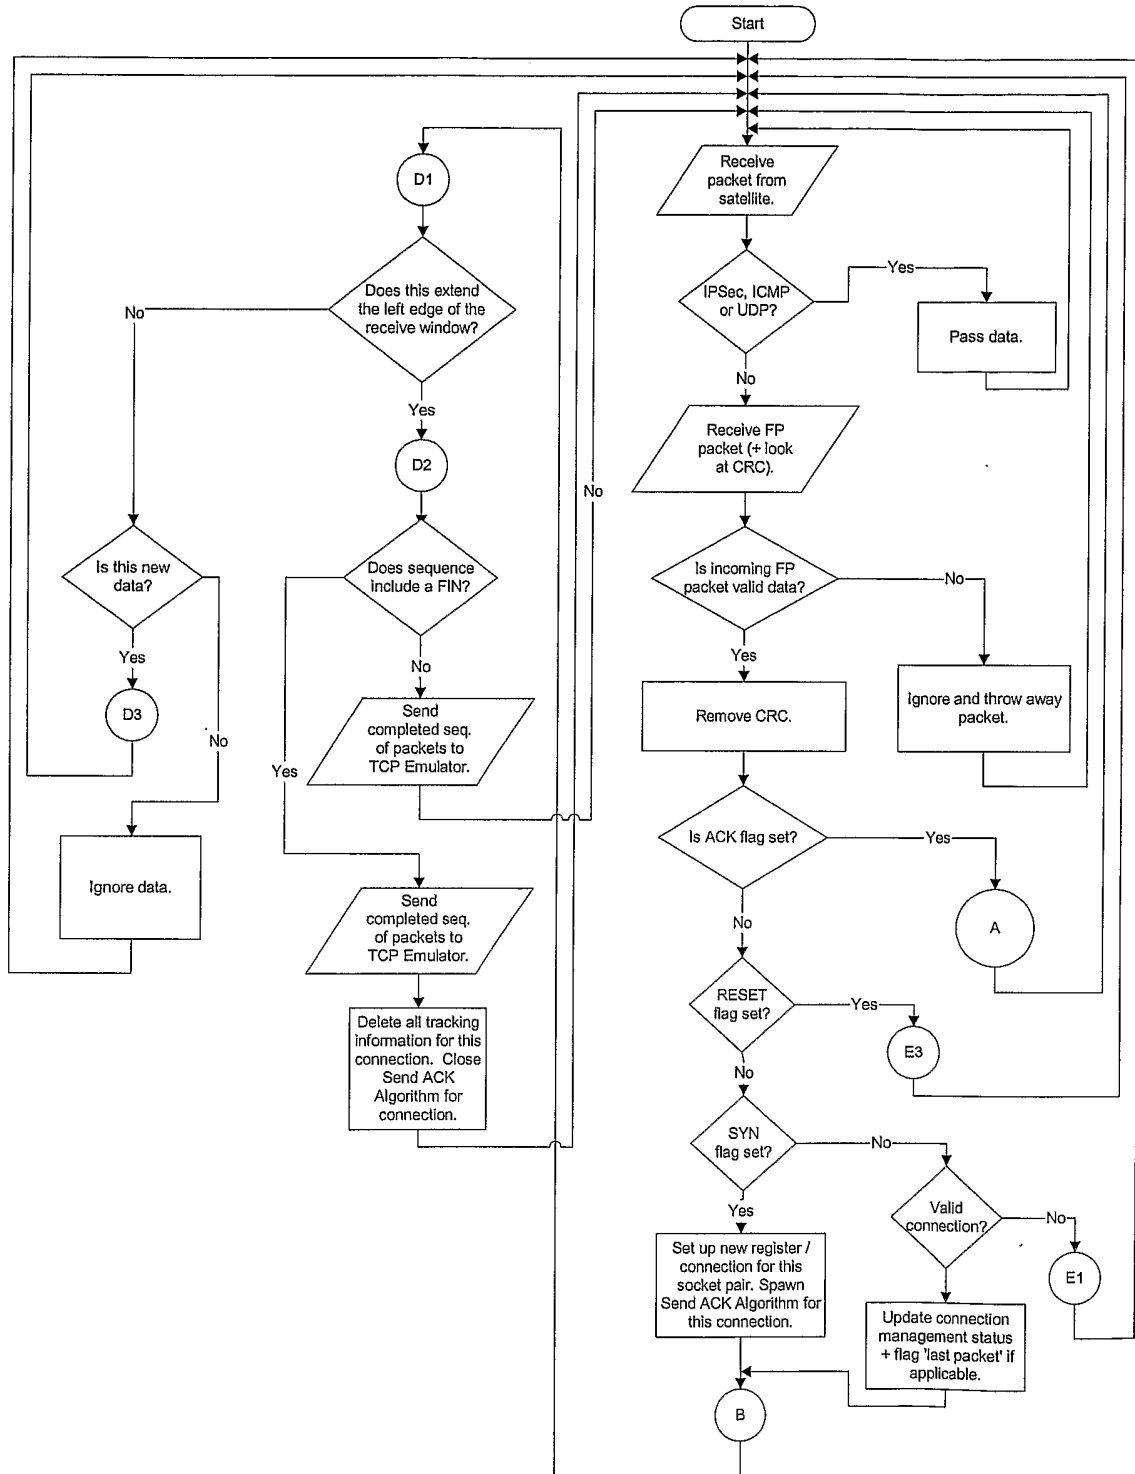 Start
Receive
packet from
satellite.
IPSec, ICMP
or UDP?
Yes
Pass data.
No
Receive FP
packet (+ look
at CRC).
Is incoming FP
packet valid data?
No
Ignore and throw away
packet.
Yes
Remove CRC.
Is ACK flag set?
Yes
A
No
RESET
flag set?
Yes
E3
No
SYN
flag set?
No
Valid
connection?
No
E1
Yes
Set up new register /
connection for this
socket pair. Spawn
Send ACK Algorithm for
this connection.
Update connection
management status
+ flag 'last packet' if
applicable.
B
D1
Does this extend
the left edge of the
receive window?
No
Yes
D2
Is this new
data?
Yes
D3
No
Ignore data.
Does sequence
include a FIN?
No
Send
completed seq.
of packets to
TCP Emulator.
No
Yes
Send
completed seq.
of packets to
TCP Emulator.
Delete all tracking
information for this
connection. Close
Send ACK
Algorithm for
connection.